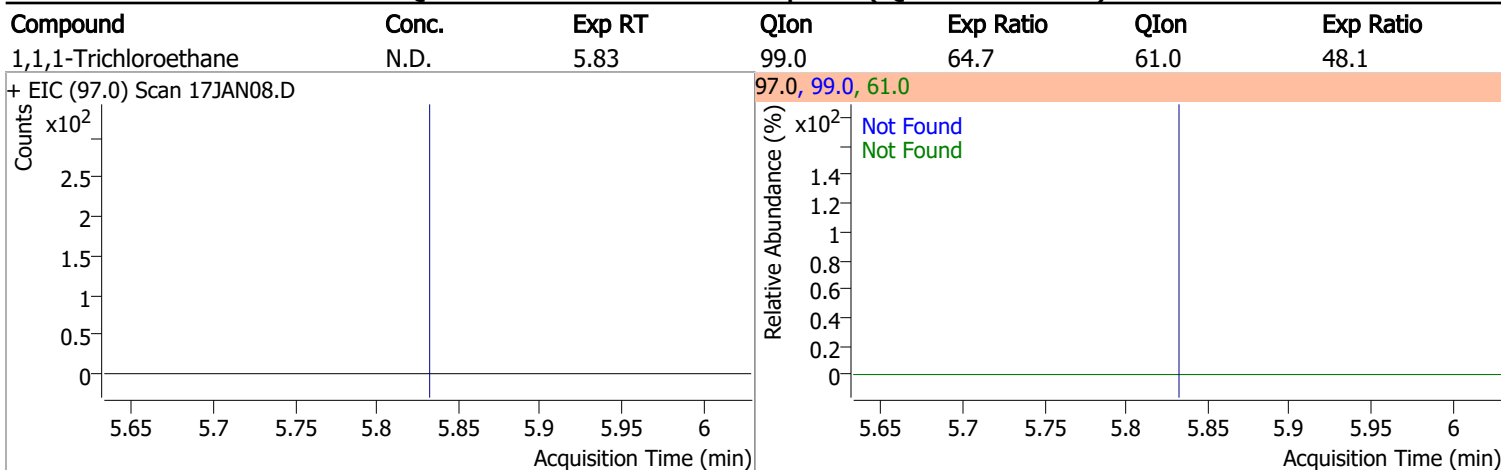 Compound Conc. Exp RT QIon Exp Ratio QIon Exp Ratio
1,1,1-Trichloroethane N.D. 5.83 99.0 64.7 61.0 48.1
+ EIC (97.0) Scan 17JAN08.D
Counts
x10²
2.5
2
1.5
1
0.5
0
5.65 5.7 5.75 5.8 5.85 5.9 5.95 6
Acquisition Time (min)
97.0, 99.0, 61.0
Relative Abundance (%)
x10²
Not Found
Not Found
1.4
1.2
1
0.8
0.6
0.4
0.2
0
5.65 5.7 5.75 5.8 5.85 5.9 5.95 6
Acquisition Time (min)